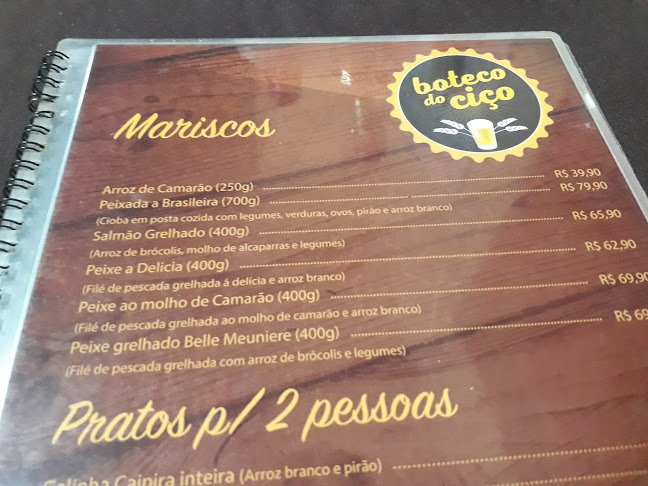 boteco
do ciço
Mariscos
Arroz de Camarão (250g) R$ 39,90
Peixada a Brasileira (700g) R$ 79,90
(Cioba em posta cozida com legumes, verduras, ovos, pirão e arroz branco)
Salmão Grelhado (400g) R$ 65,90
(Arroz de brócolis, molho de alcaparras e legumes)
Peixe a Delicia (400g) R$ 62,90
(Filé de pescada grelhada á delícia e arroz branco)
Peixe ao molho de Camarão (400g) R$ 69,90
(Filé de pescada grelhada ao molho de camarão e arroz branco)
Peixe grelhado Belle Meuniere (400g) R$ 69
(Filé de pescada grelhada com arroz de brócolis e legumes)
Pratos p/ 2 pessoas
Caipira inteira (Arroz branco e pirão)